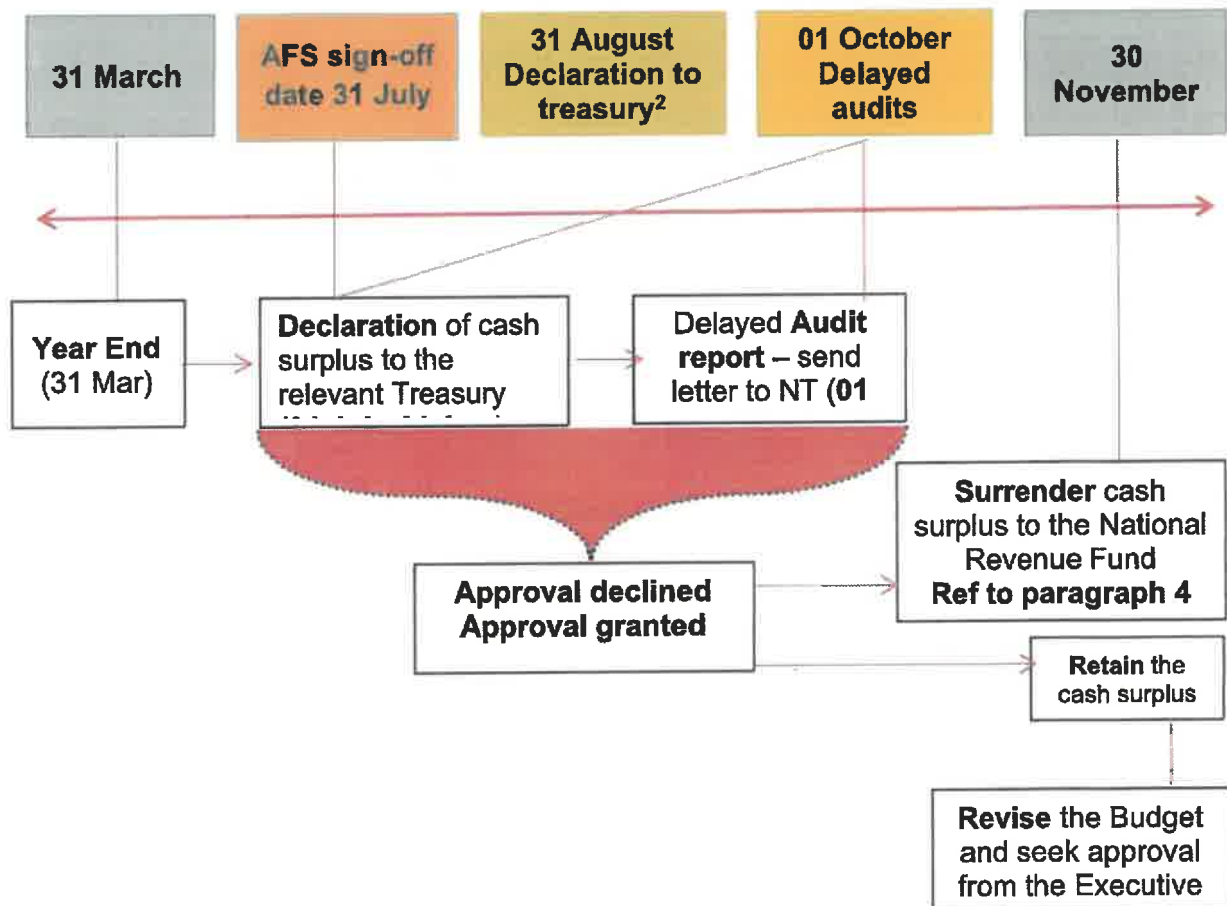 31 March
AFS sign-off
date 31 July
31 August
Declaration to
treasury²
01 October
Delayed
audits
30
November
Year End
(31 Mar)
Declaration of cash
surplus to the
relevant Treasury
Delayed Audit
report – send
letter to NT (01
Surrender cash
surplus to the National
Revenue Fund
Ref to paragraph 4
Approval declined
Approval granted
Retain the
cash surplus
Revise the Budget
and seek approval
from the Executive